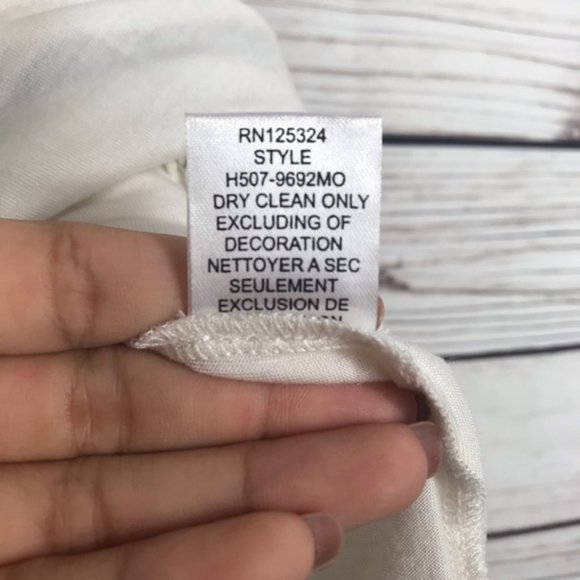 RN125324
STYLE
H507-9692MO
DRY CLEAN ONLY
EXCLUDING OF
DECORATION
NETTOYER A SEC
SEULEMENT
EXCLUSION DE